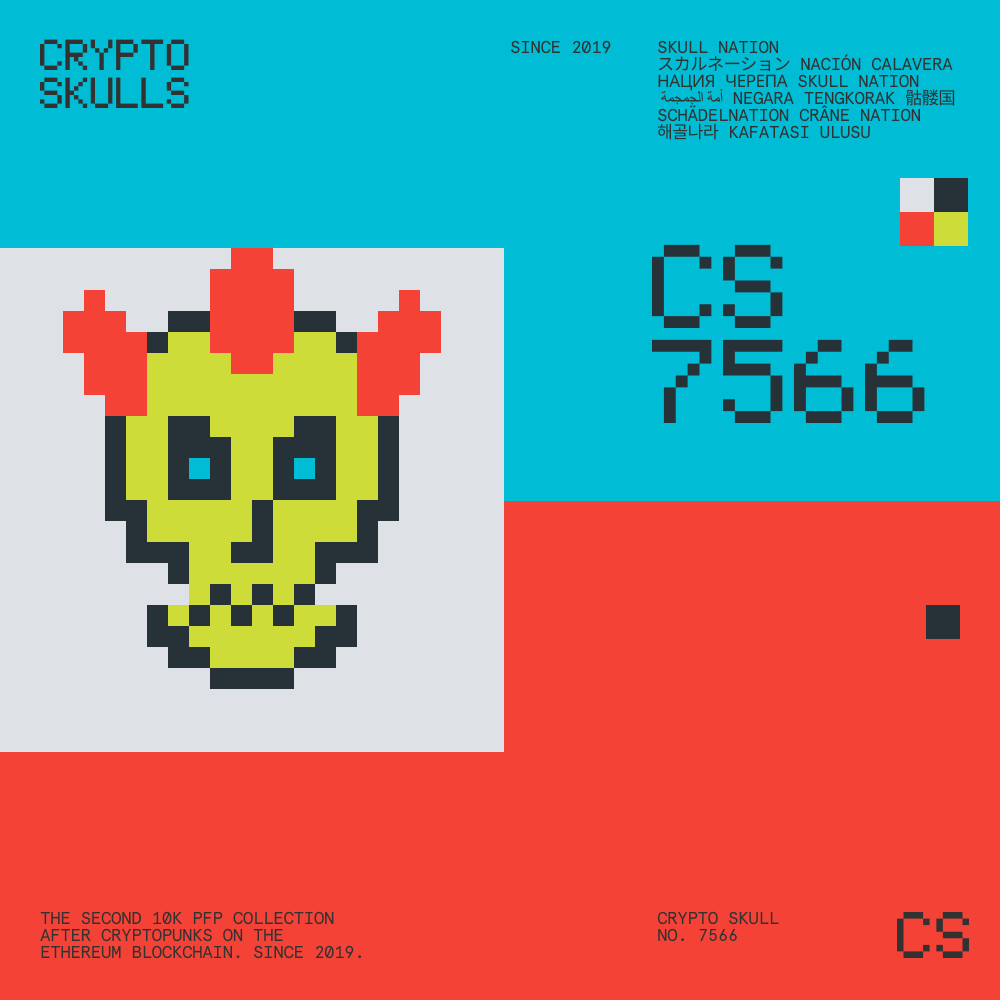 CRYPTO
SKULLS
SINCE 2019
SKULL NATION
スカルネーション NACIÓN CALAVERA
НАЦИЯ ЧЕРЕПА SKULL NATION
أمة الجمجمة NEGARA TENGKORAK 骷髅国
SCHÄDELNATION CRÂNE NATION
해골나라 KAFATASI ULUSU
CS
7566
THE SECOND 10K PFP COLLECTION
AFTER CRYPTOPUNKS ON THE
ETHEREUM BLOCKCHAIN. SINCE 2019.
CRYPTO SKULL
NO. 7566
CS